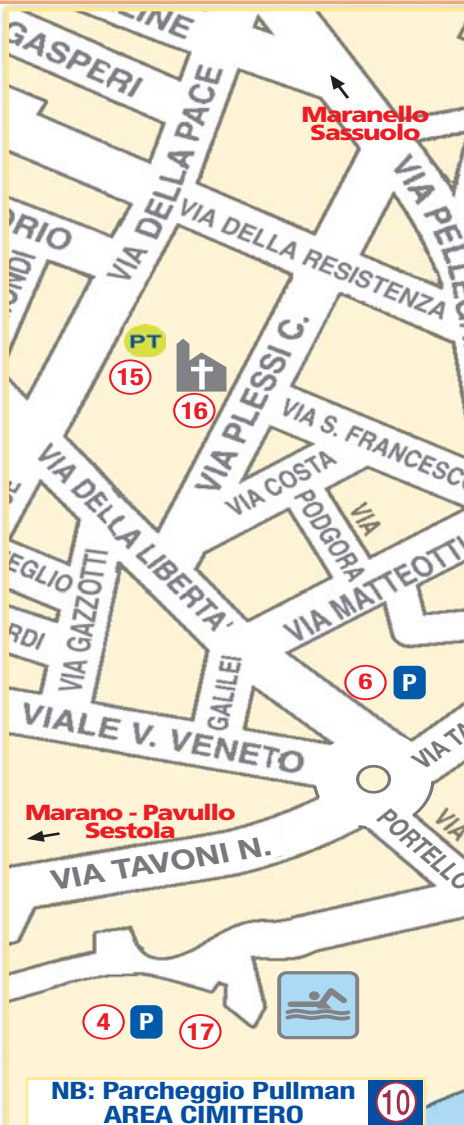 GASPERI
VIA DELLA PACE
Maranello
Sassuolo
VIA DELLA RESISTENZA
PT
15
16
VIA PLESSI C.
VIA S. FRANCESCO
VIA COSTA
PODGORA
VIA
VIA DELLA LIBERTA'
VIA GAZZOTTI
VIA MATTEOTTI
GALILEI
6 P
VIALE V. VENETO
VIA
PORTELLO
Marano - Pavullo
Sestola
VIA TAVONI N.
4 P 17
NB: Parcheggio Pullman
AREA CIMITERO
10